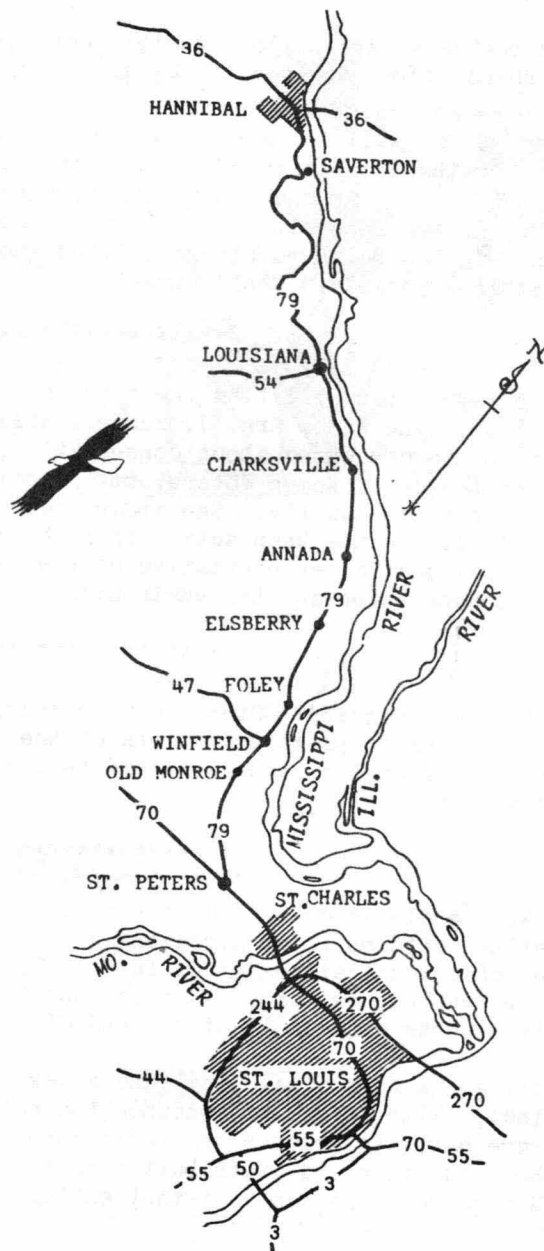 36
HANNIBAL
36
SAVERTON
79
LOUISIANA
54
N
CLARKSVILLE
ANNADA
79
ELSBERRY
RIVER
RIVER
47
FOLEY
WINFIELD
MISSISSIPPI
OLD MONROE
ILL.
70
79
ST. PETERS
ST. CHARLES
MO. RIVER
244
270
70
44
ST. LOUIS
270
55
70
55
55
50
3
3